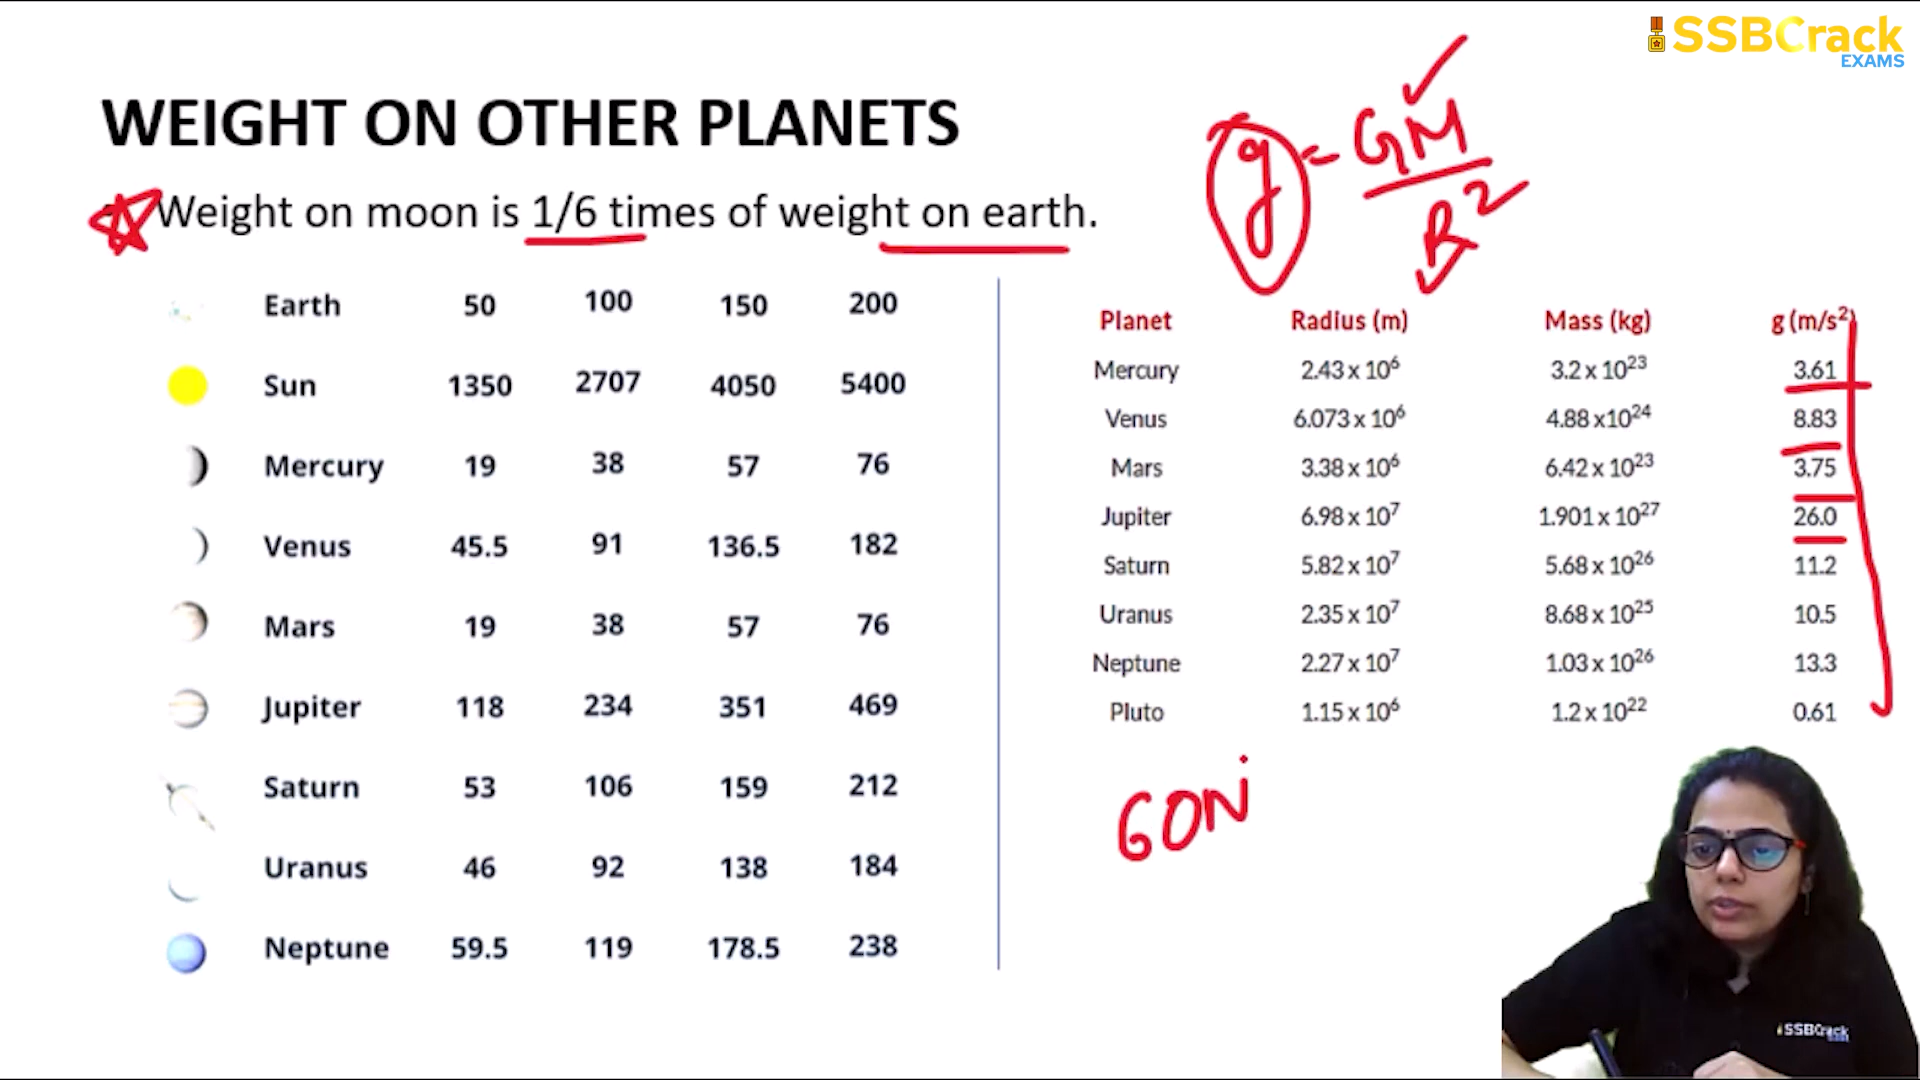 SSBCrack
EXAMS
WEIGHT ON OTHER PLANETS
Weight on moon is 1/6 times of weight on earth.
g = GM
R²
Earth 50 100 150 200
Sun 1350 2707 4050 5400
Mercury 19 38 57 76
Venus 45.5 91 136.5 182
Mars 19 38 57 76
Jupiter 118 234 351 469
Saturn 53 106 159 212
Uranus 46 92 138 184
Neptune 59.5 119 178.5 238
Planet Radius (m) Mass (kg) g (m/s²)
Mercury 2.43 x 10⁶ 3.2 x 10²³ 3.61
Venus 6.073 x 10⁶ 4.88 x10²⁴ 8.83
Mars 3.38 x 10⁶ 6.42 x 10²³ 3.75
Jupiter 6.98 x 10⁷ 1.901 x 10²⁷ 26.0
Saturn 5.82 x 10⁷ 5.68 x 10²⁶ 11.2
Uranus 2.35 x 10⁷ 8.68 x 10²⁵ 10.5
Neptune 2.27 x 10⁷ 1.03 x 10²⁶ 13.3
Pluto 1.15 x 10⁶ 1.2 x 10²² 0.61
60N
SSBCrack
EXAMS